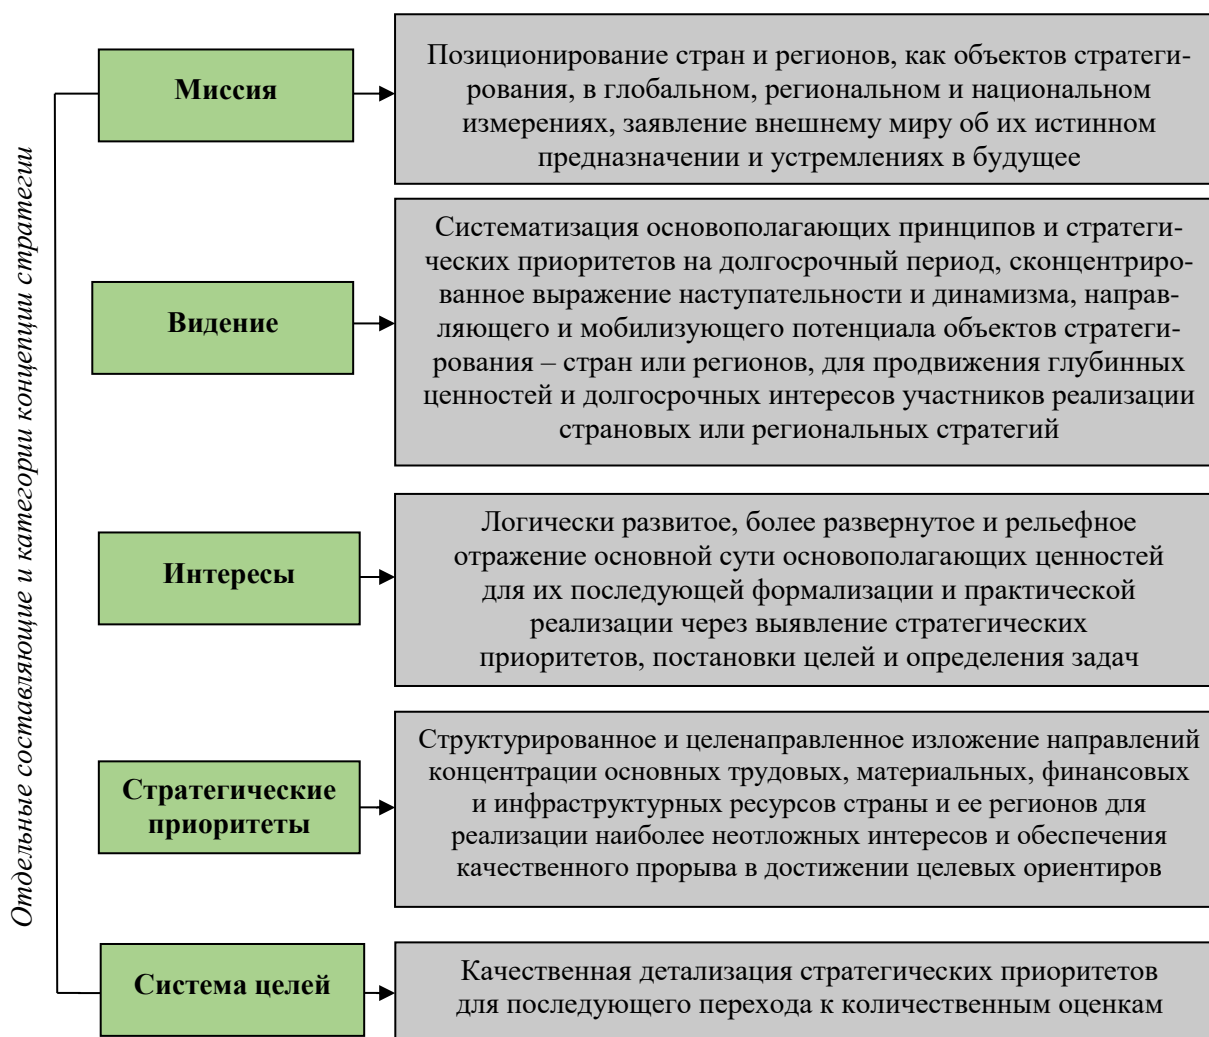 Отдельные составляющие и категории концепции стратегии
Миссия
Позиционирование стран и регионов, как объектов стратеги-
рования, в глобальном, региональном и национальном
измерениях, заявление внешнему миру об их истинном
предназначении и устремлениях в будущее
Видение
Систематизация основополагающих принципов и стратеги-
ческих приоритетов на долгосрочный период, сконцентриро-
ванное выражение наступательности и динамизма, направ-
ляющего и мобилизующего потенциала объектов стратеги-
рования – стран или регионов, для продвижения глубинных
ценностей и долгосрочных интересов участников реализации
страновых или региональных стратегий
Интересы
Логически развитое, более развернутое и рельефное
отражение основной сути основополагающих ценностей
для их последующей формализации и практической
реализации через выявление стратегических
приоритетов, постановки целей и определения задач
Стратегические
приоритеты
Структурированное и целенаправленное изложение направлений
концентрации основных трудовых, материальных, финансовых
и инфраструктурных ресурсов страны и ее регионов для
реализации наиболее неотложных интересов и обеспечения
качественного прорыва в достижении целевых ориентиров
Система целей
Качественная детализация стратегических приоритетов
для последующего перехода к количественным оценкам